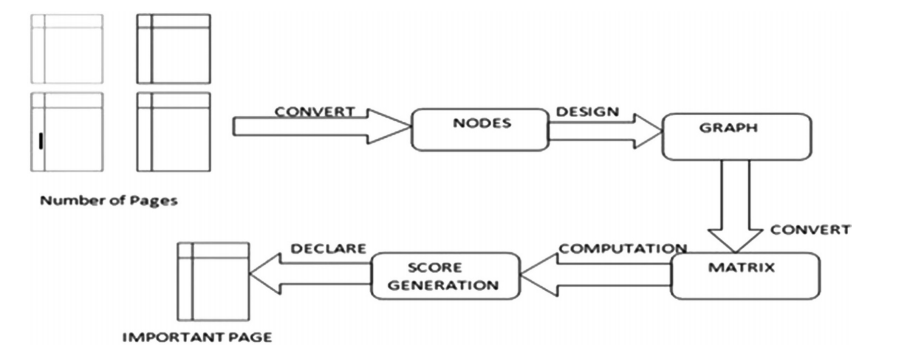 CONVERT
NODES
DESIGN
GRAPH
Number of Pages
CONVERT
DECLARE
SCORE
GENERATION
COMPUTATION
MATRIX
IMPORTANT PAGE